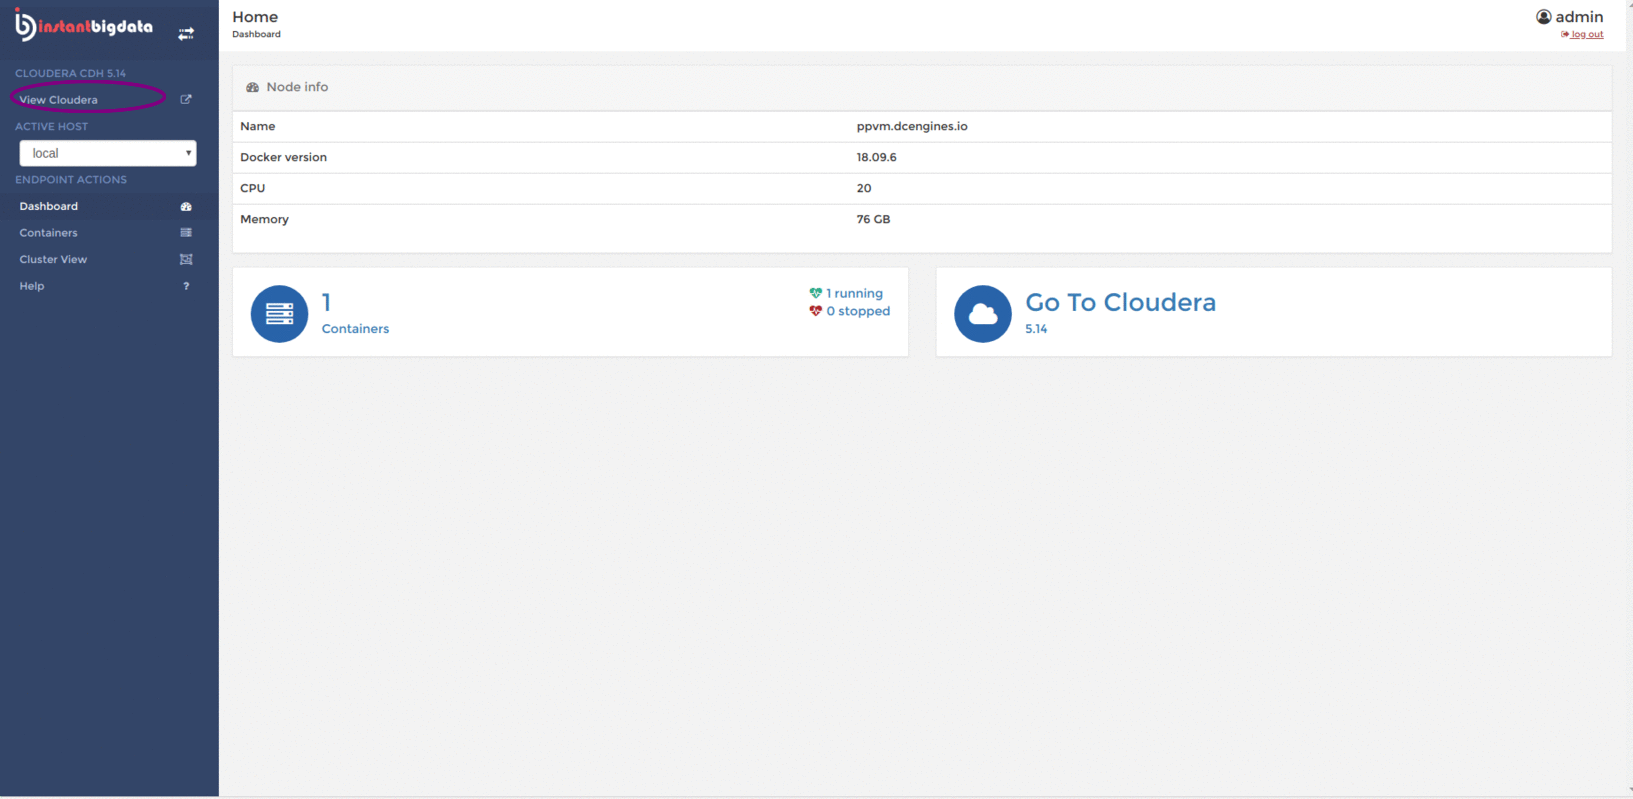 instantbigdata
CLOUDERA CDH 5.14
View Cloudera
ACTIVE HOST
local
ENDPOINT ACTIONS
Dashboard
Containers
Cluster View
Help ?
Home
Dashboard
admin
log out
Node info
Name ppvm.dcengines.io
Docker version 18.09.6
CPU 20
Memory 76 GB
1
Containers
1 running
0 stopped
Go To Cloudera
5.14